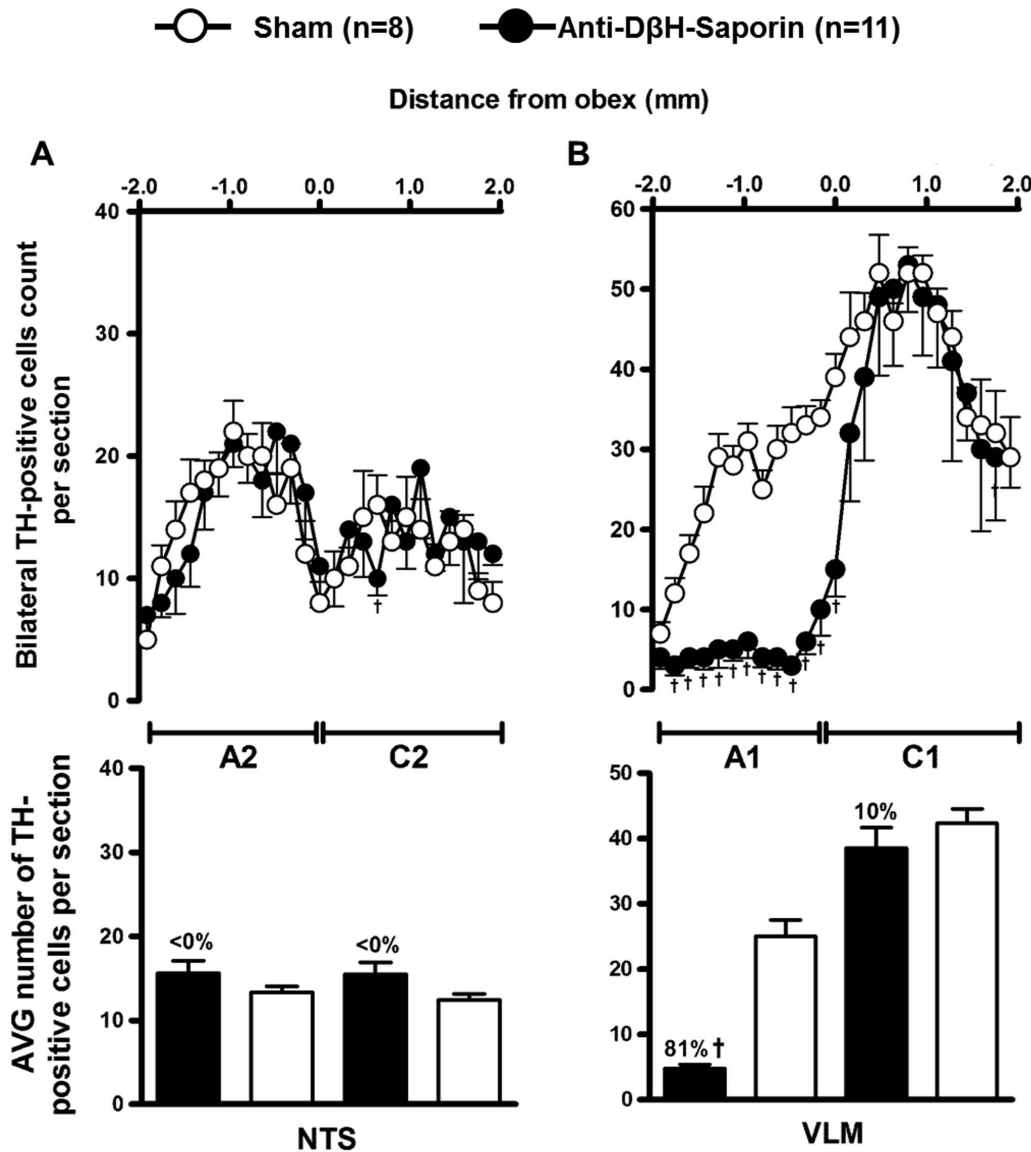 Sham (n=8) Anti-DβH-Saporin (n=11)
Distance from obex (mm)
A
B
-2.0 -1.0 0.0 1.0 2.0
-2.0 -1.0 0.0 1.0 2.0
Bilateral TH-positive cells count
per section
40
30
20
10
0
†
60
50
40
30
20
10
0
† † † † † † † † † † † †
A2 C2
A1 C1
AVG number of TH-
positive cells per section
40
30
20
10
0
<0% <0%
NTS
50
40
30
20
10
0
81% † 10%
VLM